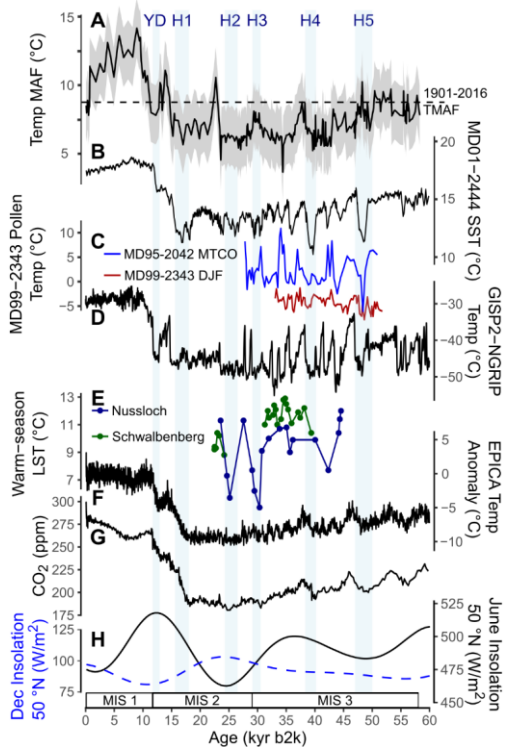 YD H1 H2 H3 H4 H5
A
Temp MAF (°C)
15
10
5
1901−2016
TMAF
B
MD01−2444 SST (°C)
20
15
10
C
MD99−2343 Pollen
Temp (°C)
10
5
0
−5
MD95−2042 MTCO
MD99−2343 DJF
D
GISP2−NGRIP
Temp (°C)
−30
−40
−50
E
Warm−season
LST (°C)
13
11
9
7
Nussloch
Schwalbenberg
EPICA Temp
Anomaly (°C)
5
0
−5
−10
F
G
CO2 (ppm)
300
275
250
225
200
175
H
Dec Insolation
50 °N (W/m²)
125
100
75
June Insolation
50 °N (W/m²)
525
500
475
450
MIS 1 MIS 2 MIS 3
0 5 10 15 20 25 30 35 40 45 50 55 60
Age (kyr b2k)